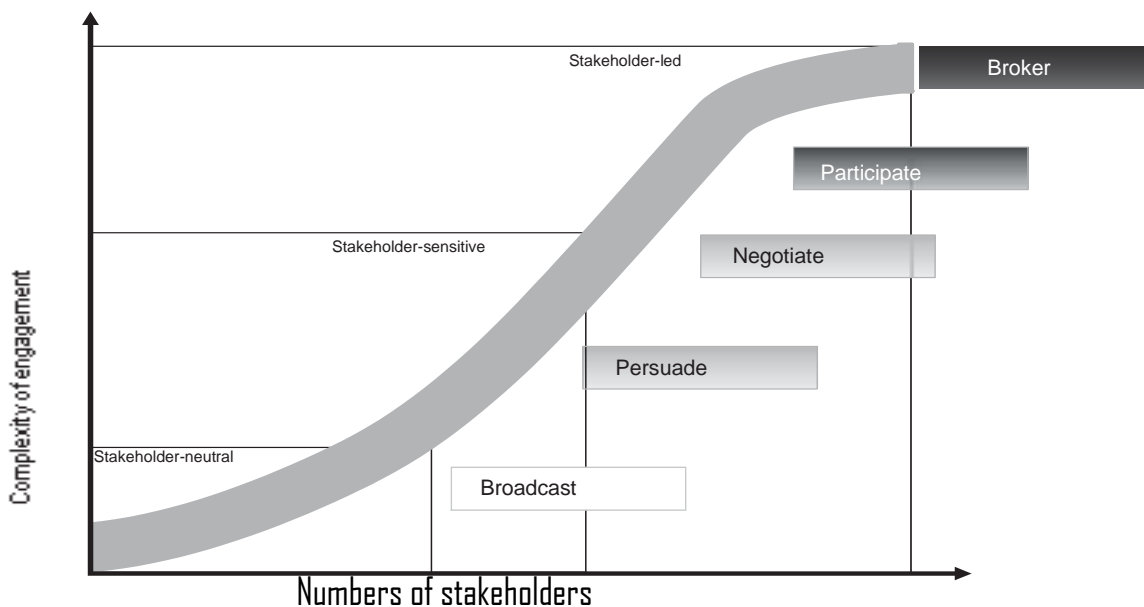 Stakeholder-led
Broker
Participate
Stakeholder-sensitive
Negotiate
Persuade
Stakeholder-neutral
Broadcast
Complexity of engagement
Numbers of stakeholders